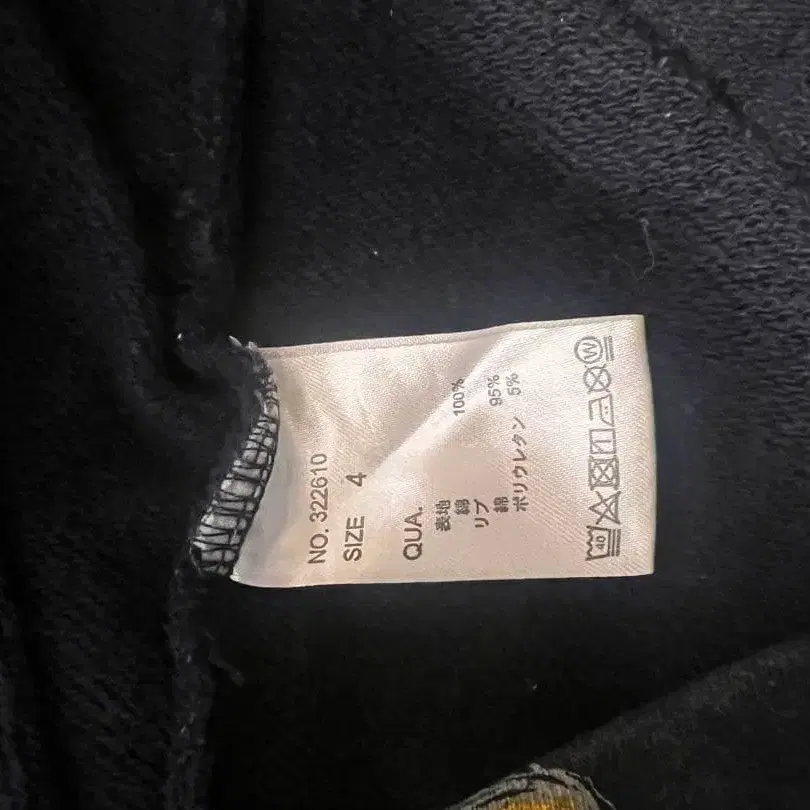 NO. 322610
SIZE 4
QUA.
表地
綿 100%
リブ
綿 95%
ポリウレタン 5%
40 W